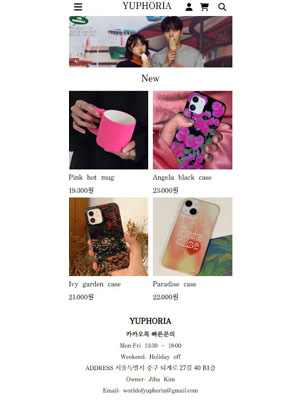 YUPHORIA
New
Pink hot mug
Angela black case
19.300원
23.000원
Ivy garden case
Paradise case
21.000원
22.000원
YUPHORIA
카카오톡 빠른문의
Mon-Fri 13:30 - 18:00
Weekend, Holiday off
ADDRESS 서울특별시 중구 퇴계로 27길 40 B1층
Owner: Jiha Kim
Email: worldofyuphoria@gmail.com